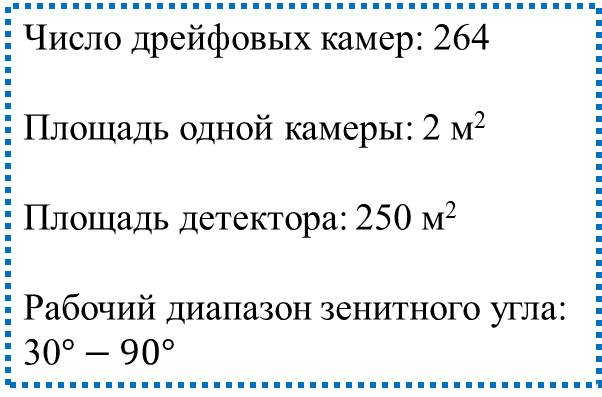 Число дрейфовых камер: 264
Площадь одной камеры: 2 м²
Площадь детектора: 250 м²
Рабочий диапазон зенитного угла:
30° − 90°